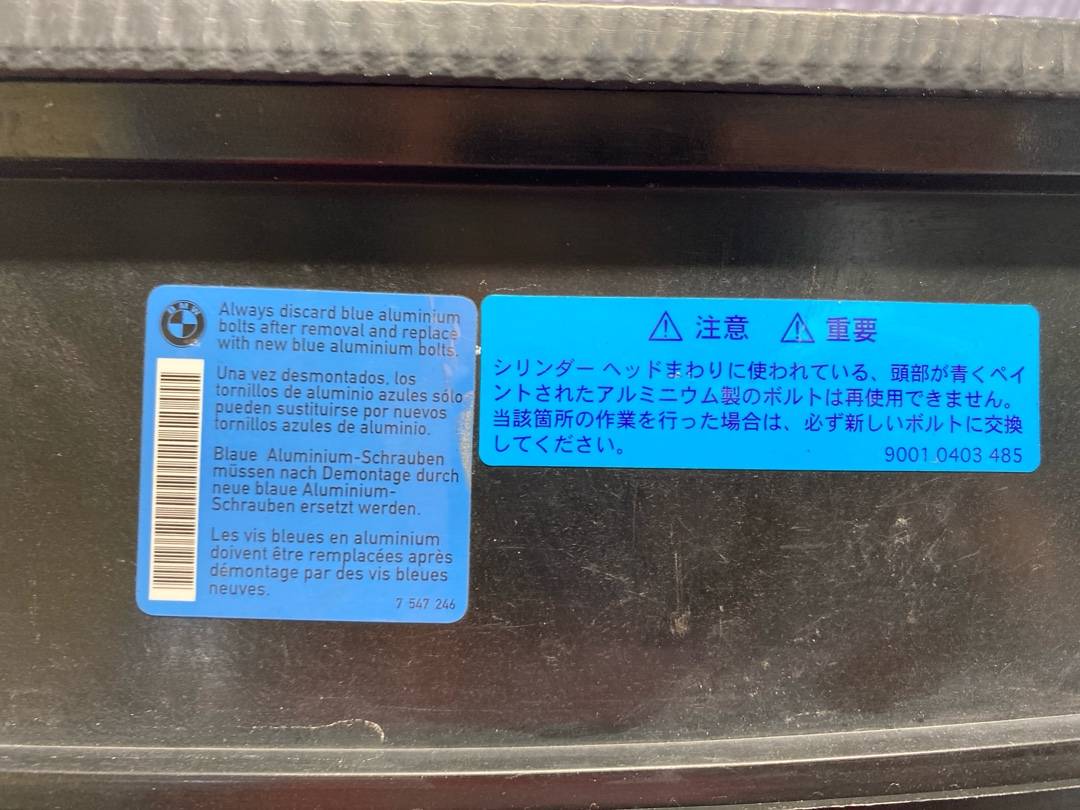 BMW
Always discard blue aluminium
bolts after removal and replace
with new blue aluminium bolts.
Una vez desmontados, los
tornillos de aluminio azules sólo
pueden sustituirse por nuevos
tornillos azules de aluminio.
Blaue Aluminium-Schrauben
müssen nach Demontage durch
neue blaue Aluminium-
Schrauben ersetzt werden.
Les vis bleues en aluminium
doivent être remplacées après
démontage par des vis bleues
neuves.
7 547 246
⚠ 注意 ⚠ 重要
シリンダー ヘッドまわりに使われている、頭部が青くペイ
ントされたアルミニウム製のボルトは再使用できません。
当該箇所の作業を行った場合は、必ず新しいボルトに交換
してください。
9001 0403 485